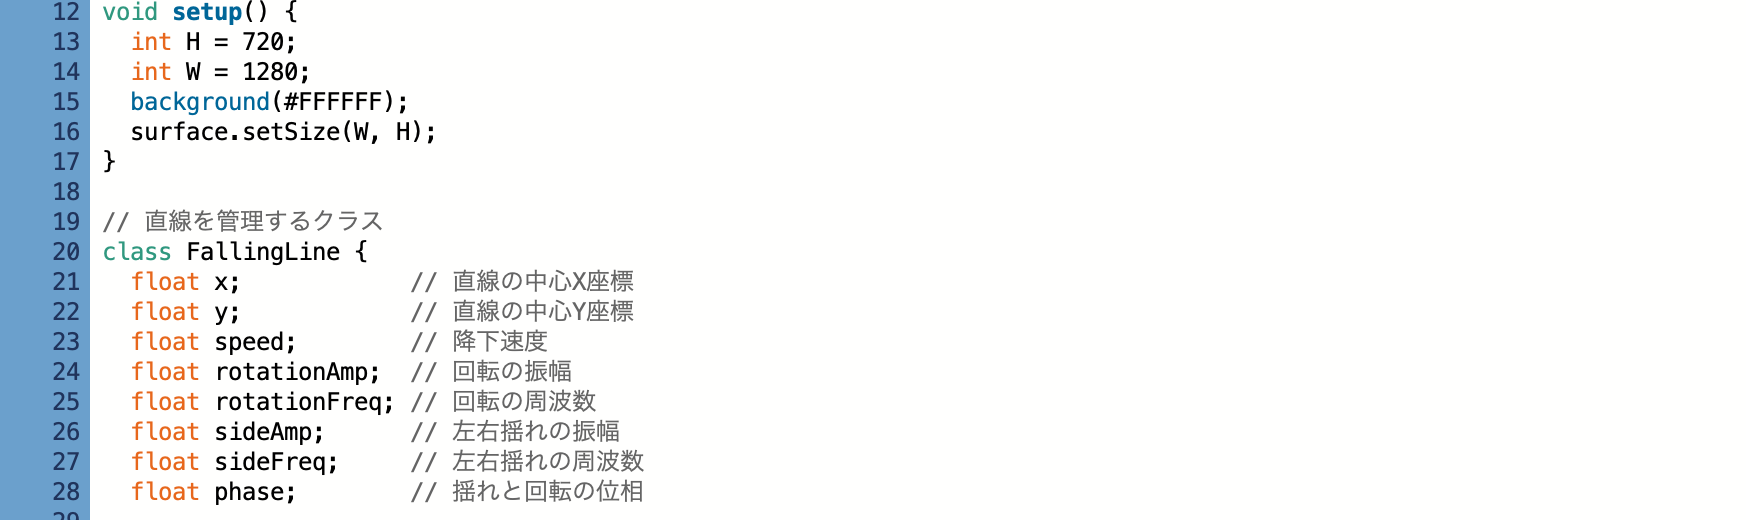 12 void setup() {
13   int H = 720;
14   int W = 1280;
15   background(#FFFFFF);
16   surface.setSize(W, H);
17 }
18
19 // 直線を管理するクラス
20 class FallingLine {
21   float x;            // 直線の中心X座標
22   float y;            // 直線の中心Y座標
23   float speed;        // 降下速度
24   float rotationAmp;  // 回転の振幅
25   float rotationFreq; // 回転の周波数
26   float sideAmp;      // 左右揺れの振幅
27   float sideFreq;     // 左右揺れの周波数
28   float phase;        // 揺れと回転の位相